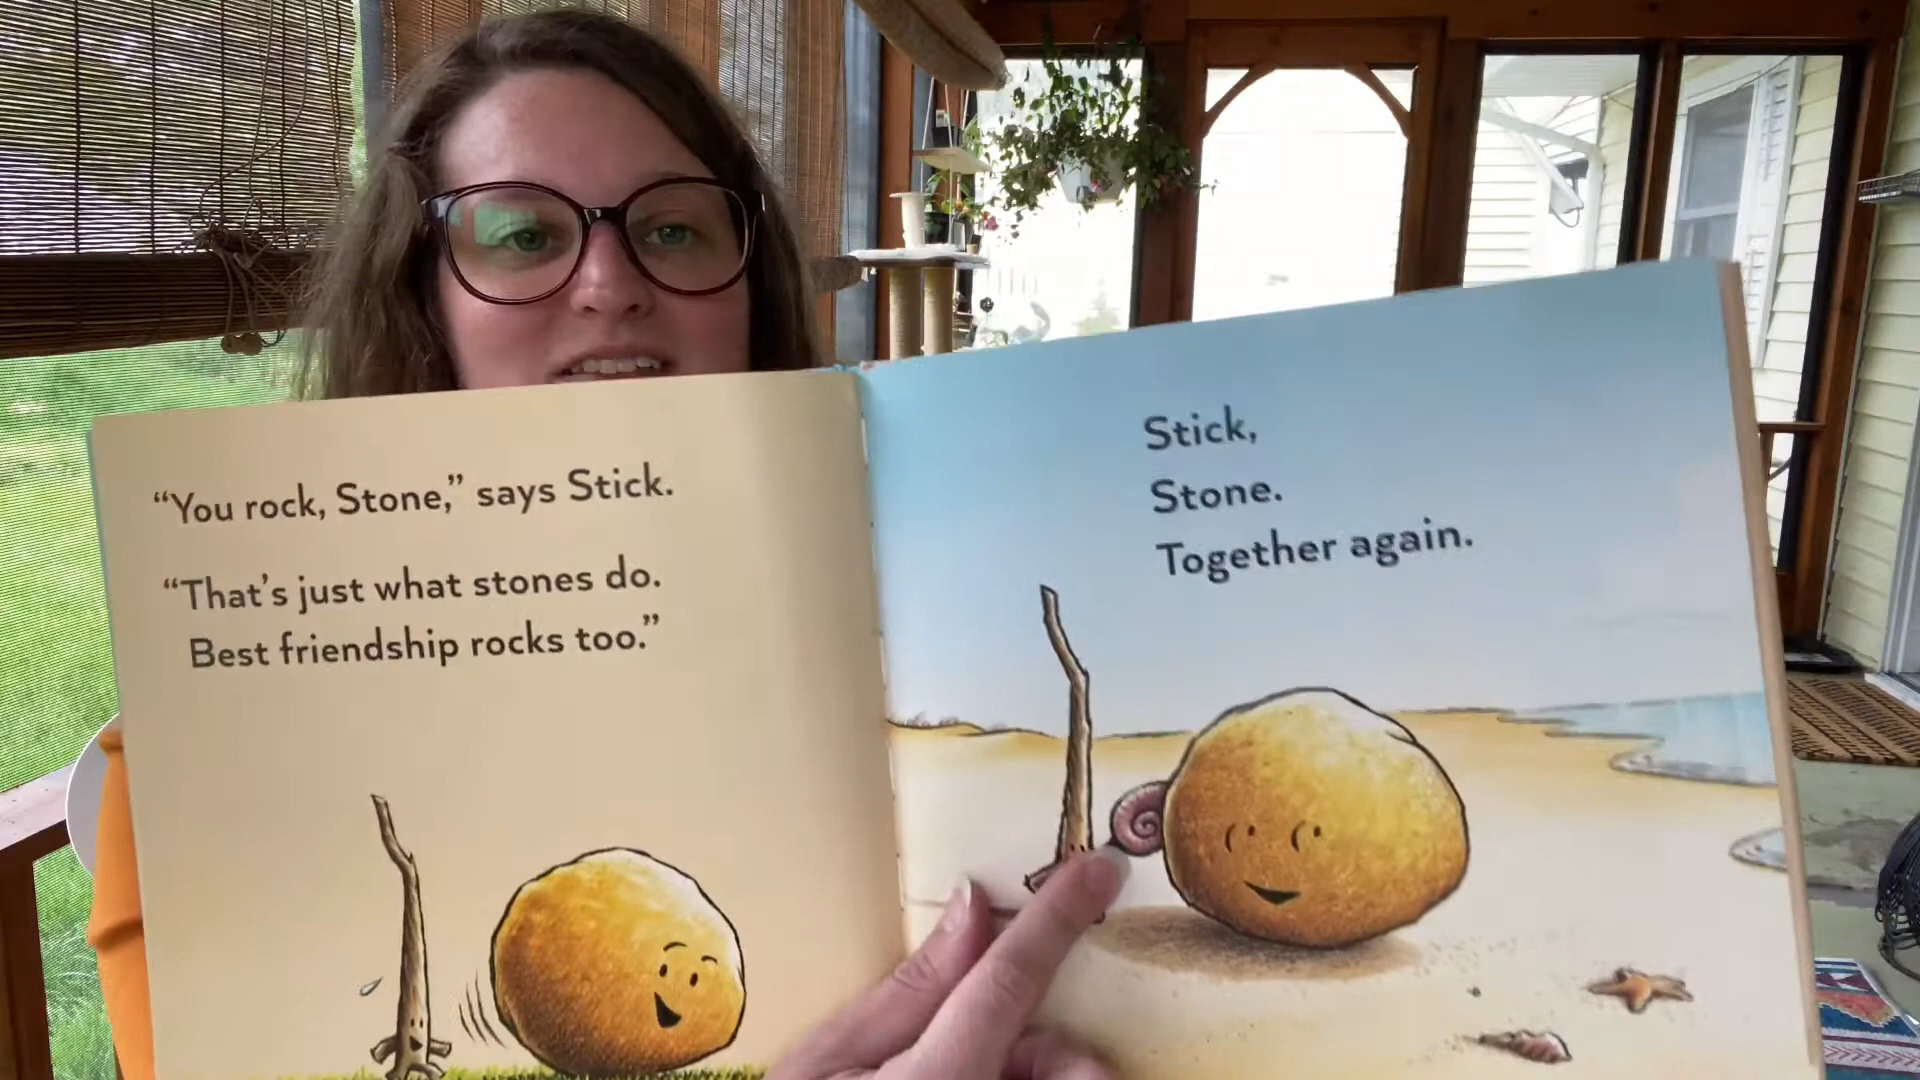 “You rock, Stone,” says Stick.
“That’s just what stones do.
Best friendship rocks too.”
Stick,
Stone.
Together again.